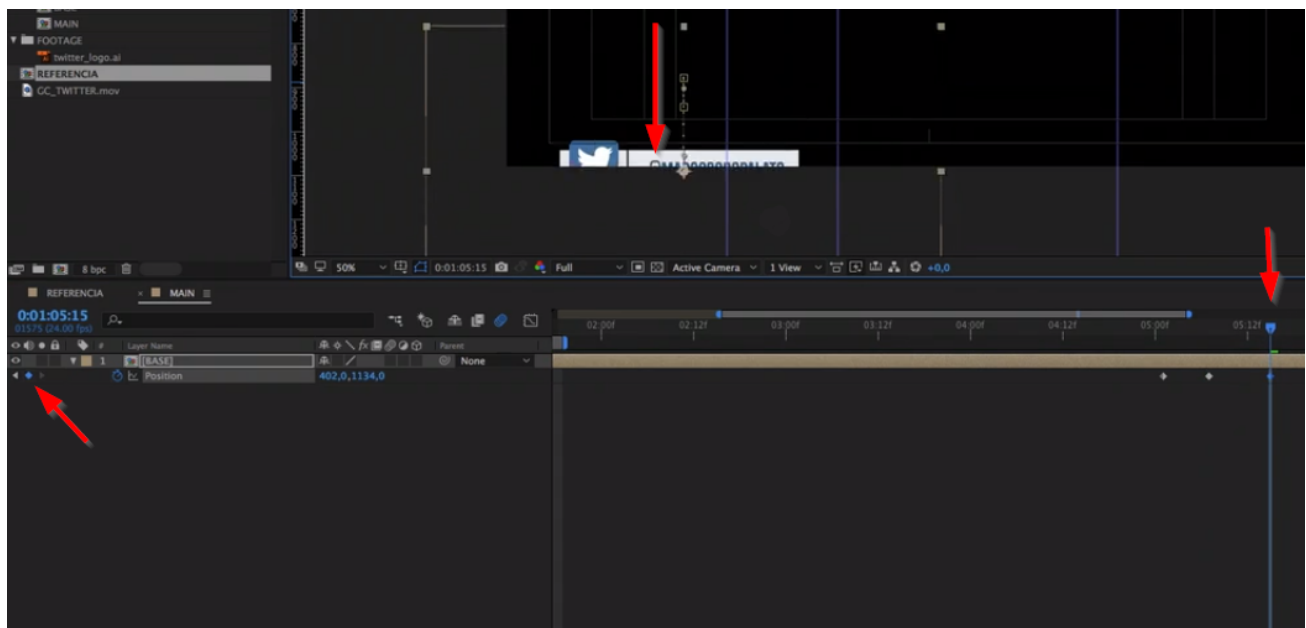 MAIN
FOOTAGE
twitter_logo.ai
REFERENCIA
GC_TWITTER.mov
8 bpc
50%
0:01:05:15
Full
Active Camera
1 View
+0,0
REFERENCIA
MAIN
0:01:05:15
01575 (24.00 fps)
02:00f
02:12f
03:00f
03:12f
04:00f
04:12f
05:00f
05:12f
#
Layer Name
Parent
1
[BASE]
None
Position
402,0,1134,0